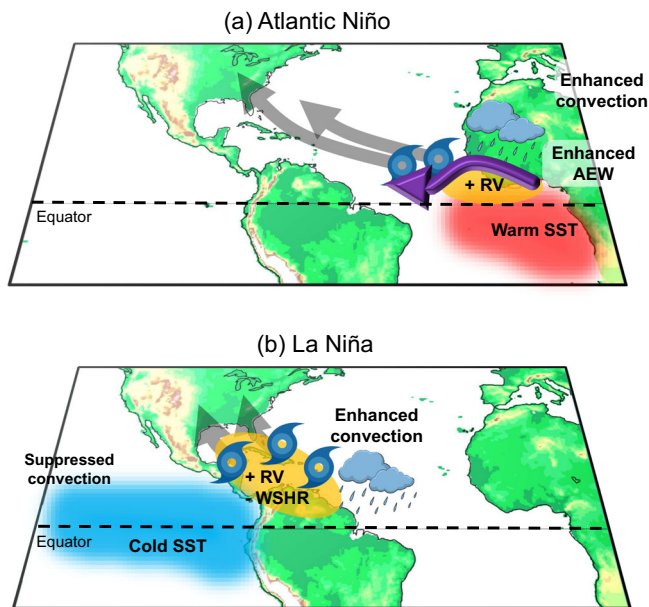 (a) Atlantic Niño
Enhanced
convection
Enhanced
AEW
+ RV
Equator
Warm SST
(b) La Niña
Enhanced
convection
Suppressed
convection
+ RV
WSHR
Equator
Cold SST